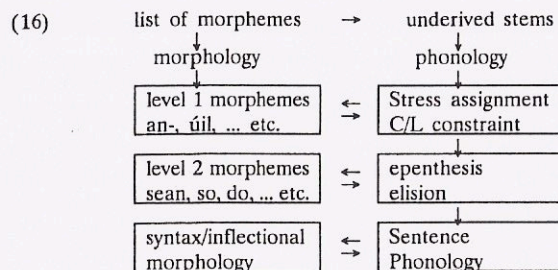 (16) list of morphemes → underived stems
morphology phonology
level 1 morphemes Stress assignment
an-, úil, ... etc. C/L constraint
level 2 morphemes epenthesis
sean, so, do, ... etc. elision
syntax/inflectional Sentence
morphology Phonology